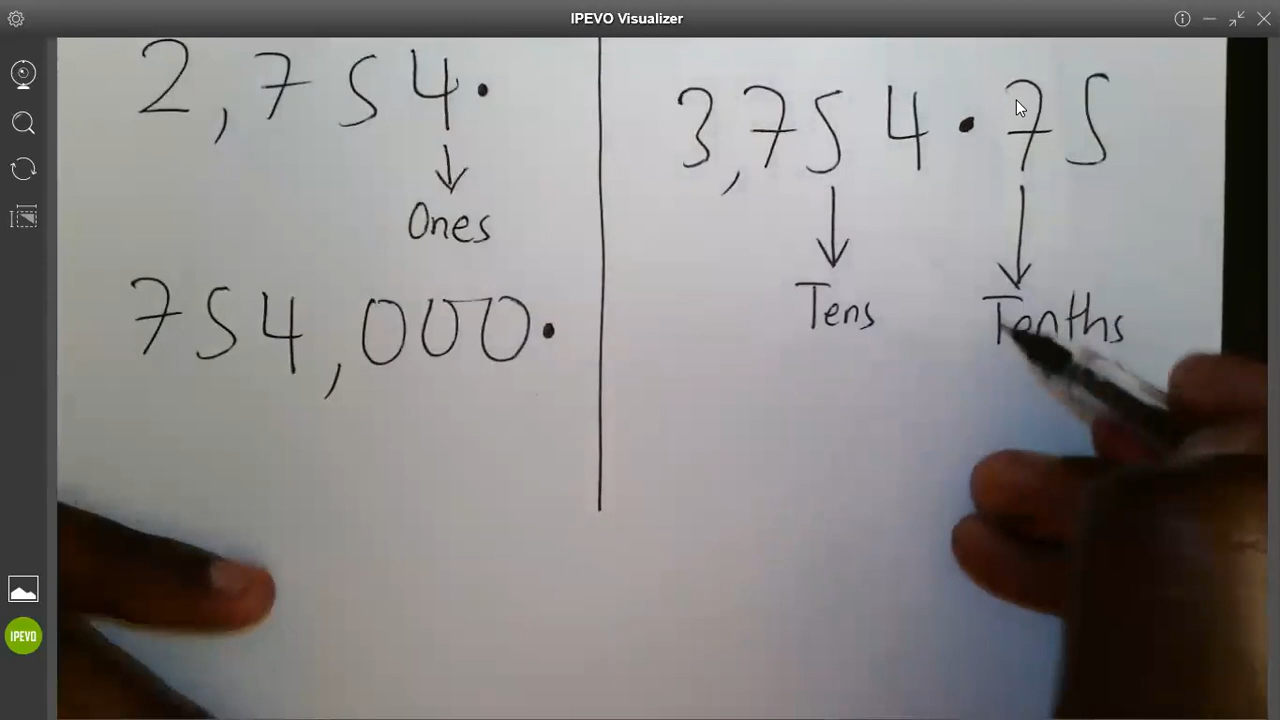 IPEVO Visualizer
2,754.
Ones
754,000.
3,754.75
Tens Tenths
IPEVO